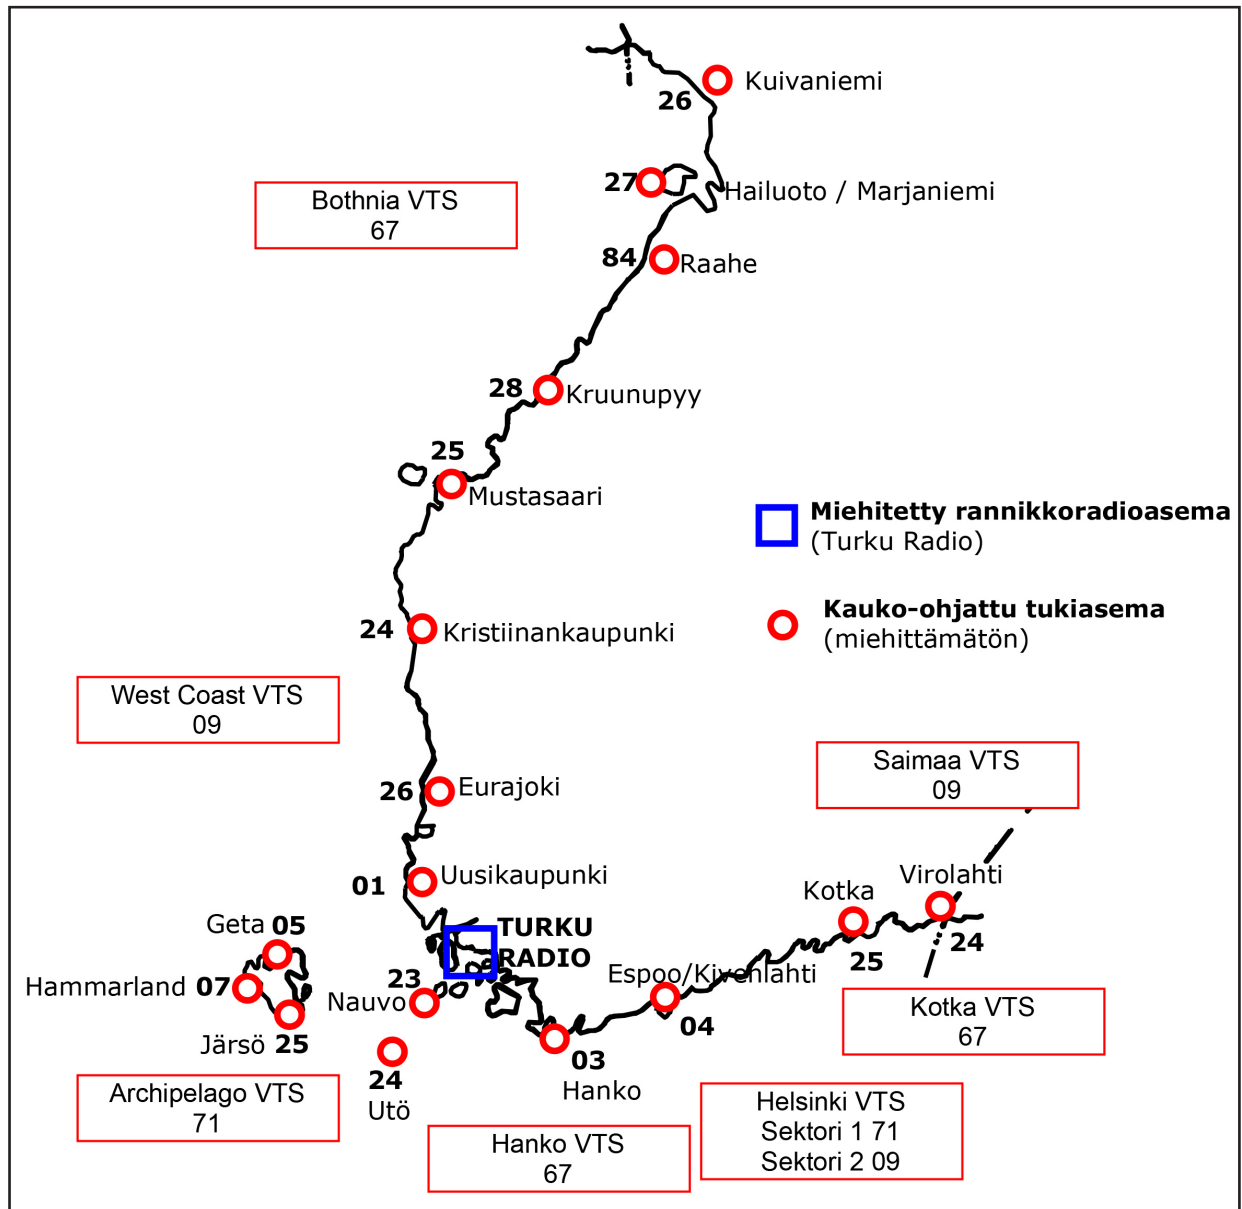 Kuivaniemi
26
27
Hailuoto / Marjaniemi
Bothnia VTS
67
84
Raahe
28
Kruunupyy
25
Mustasaari
Miehitetty rannikkoradioasema
(Turku Radio)
Kauko-ohjattu tukiasema
(miehittämätön)
24
Kristiinankaupunki
West Coast VTS
09
Saimaa VTS
09
26
Eurajoki
01
Uusikaupunki
Kotka
25
Virolahti
24
Geta 05
Hammarland 07
Järsö 25
TURKU
RADIO
23
Nauvo
Espoo/Kivenlahti
04
Kotka VTS
67
03
Hanko
24
Utö
Archipelago VTS
71
Hanko VTS
67
Helsinki VTS
Sektori 1 71
Sektori 2 09